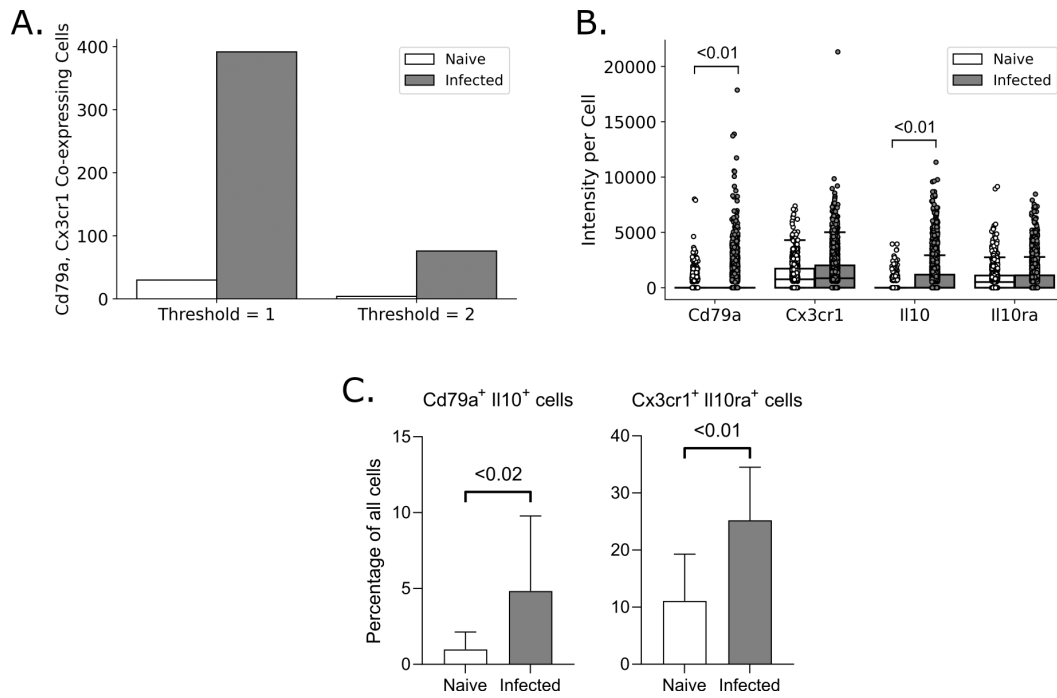 A.
Cd79a, Cx3cr1 Co-expressing Cells
400
300
200
100
0
Naive
Infected
Threshold = 1
Threshold = 2
B.
Intensity per Cell
20000
15000
10000
5000
0
<0.01
<0.01
Naive
Infected
Cd79a
Cx3cr1
Il10
Il10ra
C.
Cd79a⁺ Il10⁺ cells
Percentage of all cells
15
10
5
0
<0.02
Naive
Infected
Cx3cr1⁺ Il10ra⁺ cells
40
30
20
10
0
<0.01
Naive
Infected